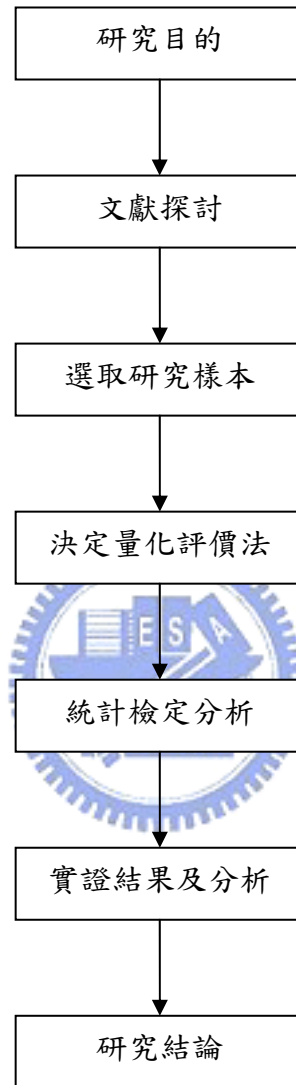 研究目的
文獻探討
選取研究樣本
決定量化評價法
E S A
統計檢定分析
實證結果及分析
研究結論